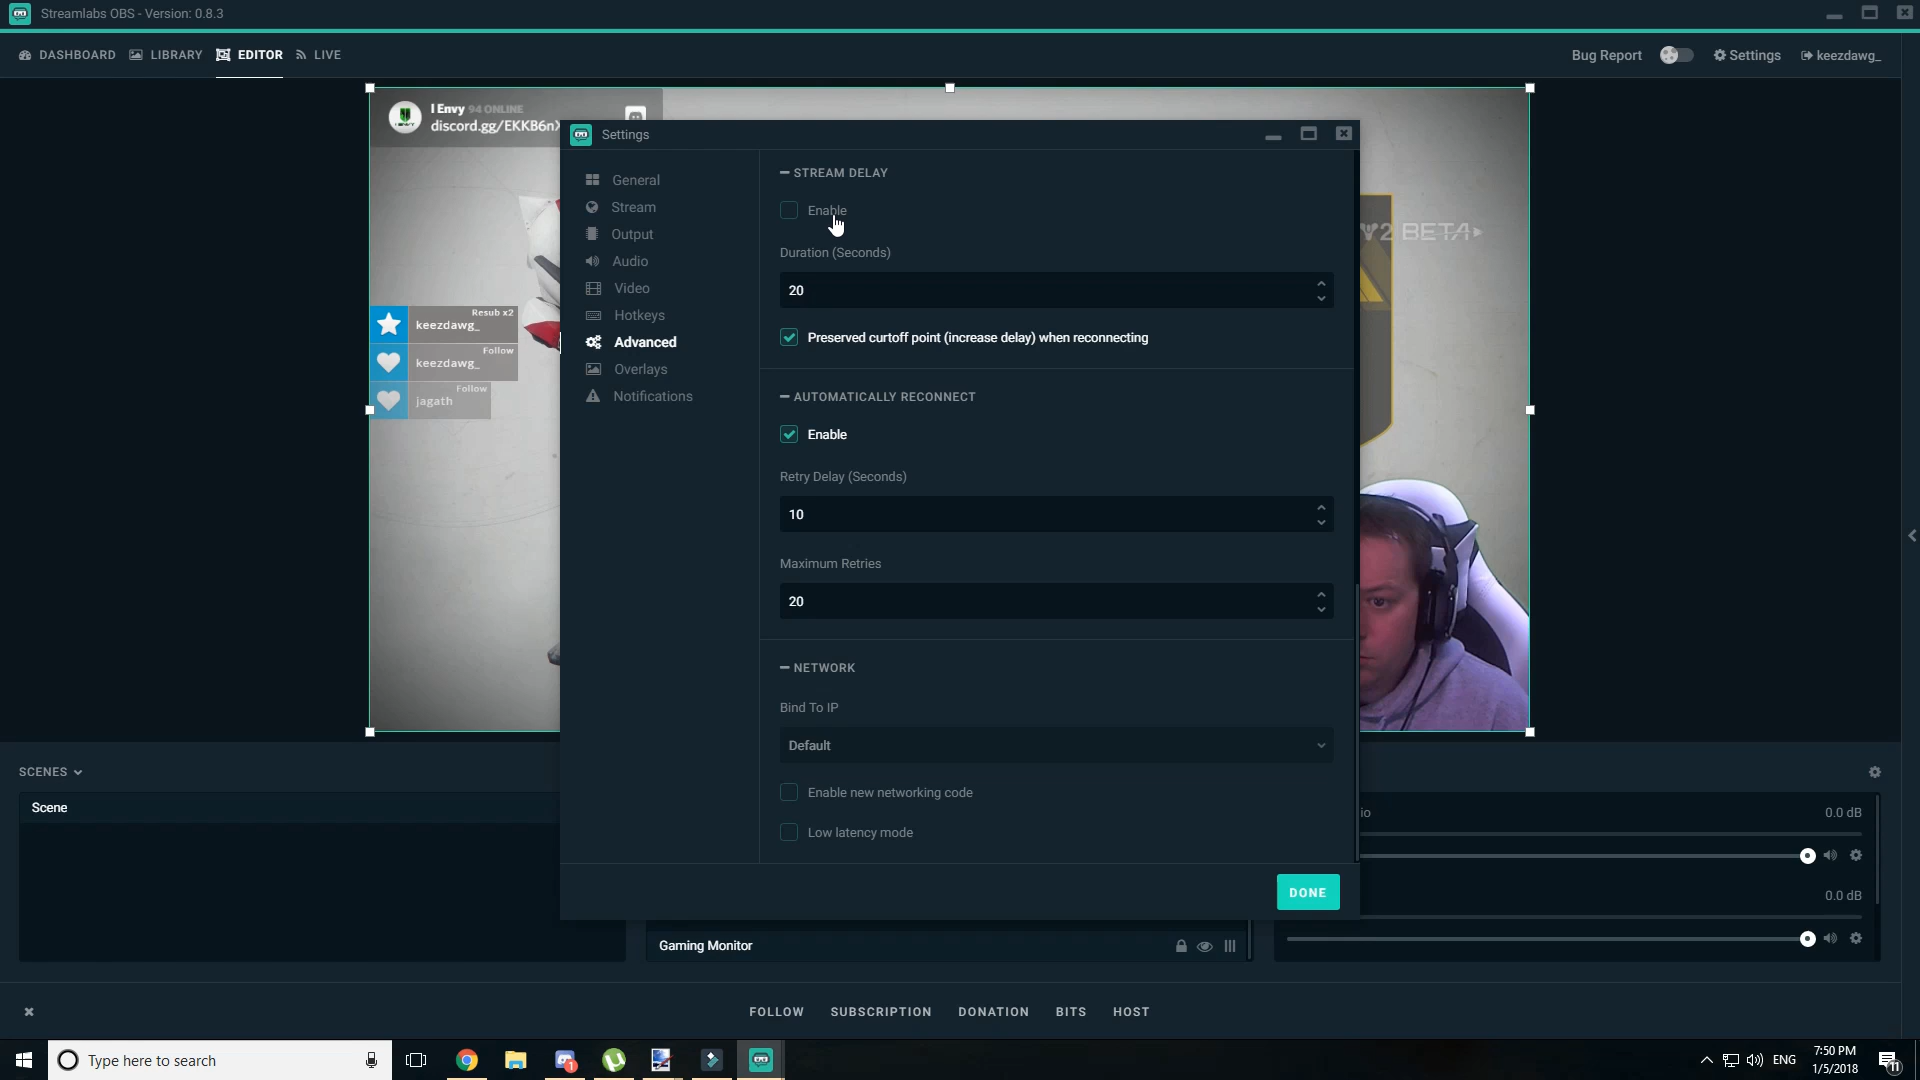 Streamlabs OBS - Version: 0.8.3
DASHBOARD
LIBRARY
EDITOR
LIVE
Bug Report
Settings
keezdawg_
I Envy 94 ONLINE
discord.gg/EKKB6n
Resub x2
keezdawg_
Follow
keezdawg_
Follow
jagath
2 BETA
Settings
General
Stream
Output
Audio
Video
Hotkeys
Advanced
Overlays
Notifications
STREAM DELAY
Enable
Duration (Seconds)
20
Preserved curtoff point (increase delay) when reconnecting
AUTOMATICALLY RECONNECT
Enable
Retry Delay (Seconds)
10
Maximum Retries
20
NETWORK
Bind To IP
Default
Enable new networking code
Low latency mode
DONE
SCENES
Scene
Gaming Monitor
io
0.0 dB
0.0 dB
FOLLOW
SUBSCRIPTION
DONATION
BITS
HOST
Type here to search
1
ENG
7:50 PM
1/5/2018
11